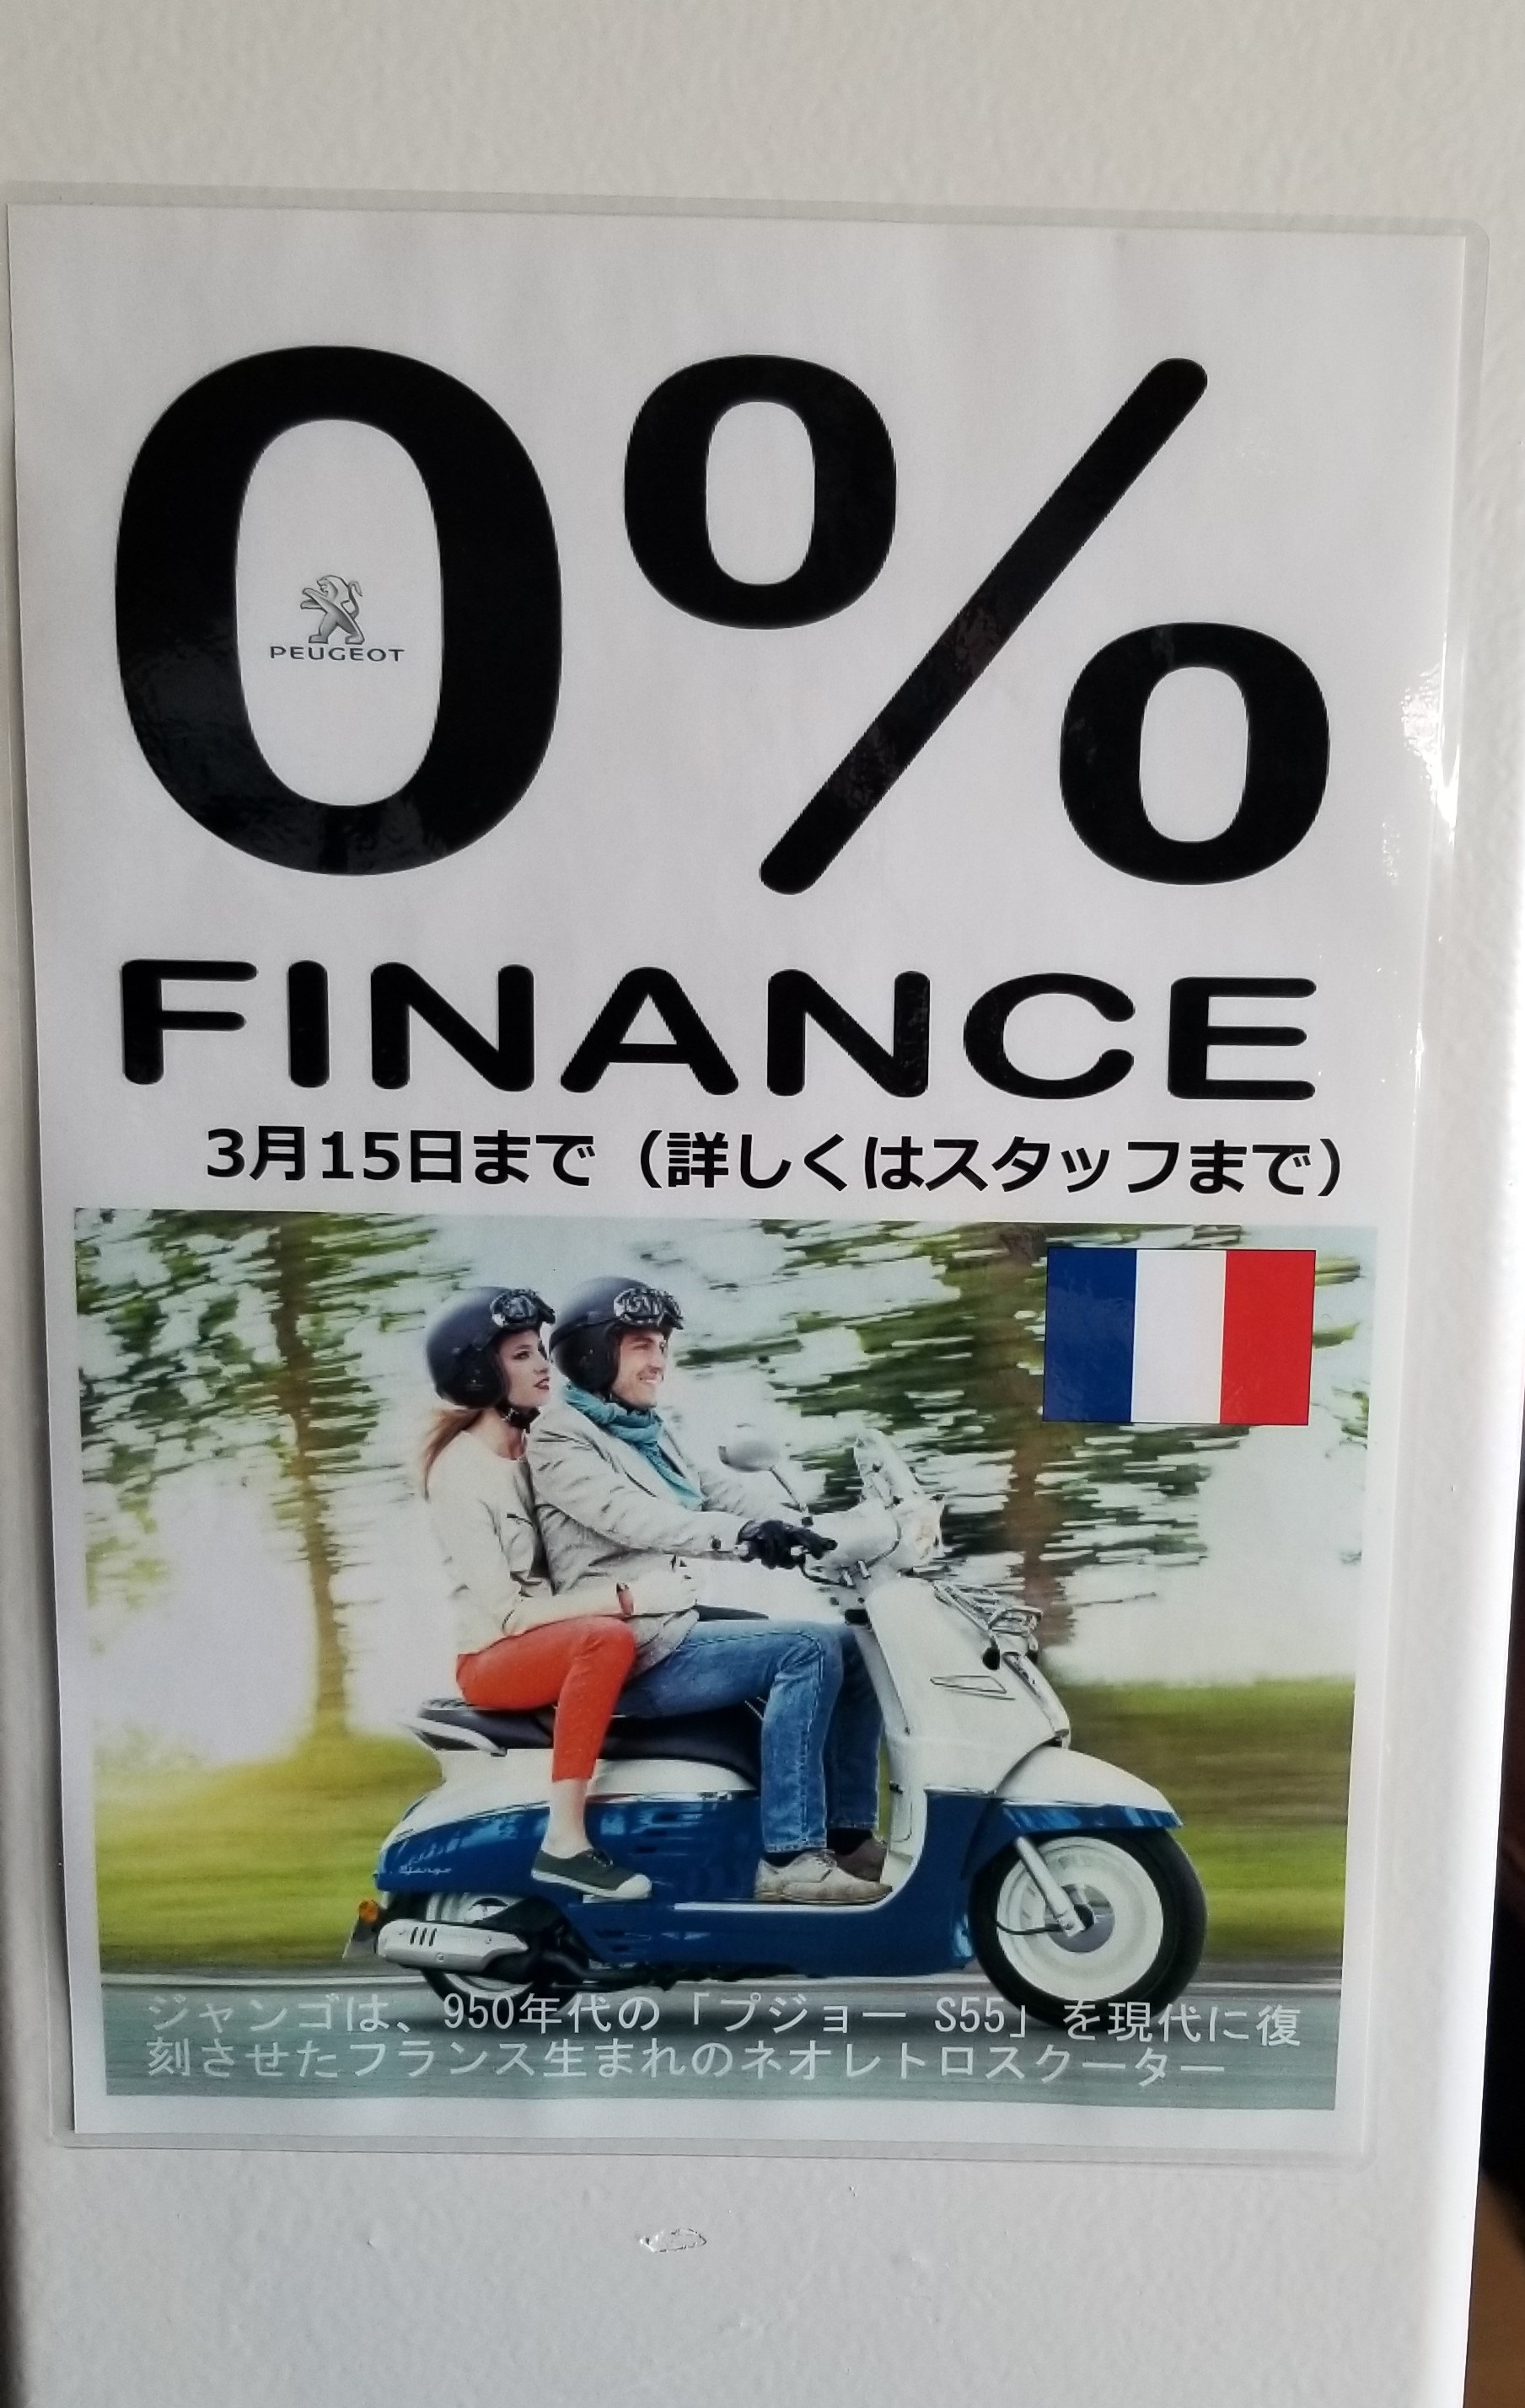 0%
PEUGEOT
FINANCE
3月15日まで（詳しくはスタッフまで）
Django
ジャンゴは、950年代の「プジョー S55」を現代に復
刻させたフランス生まれのネオレトロスクーター